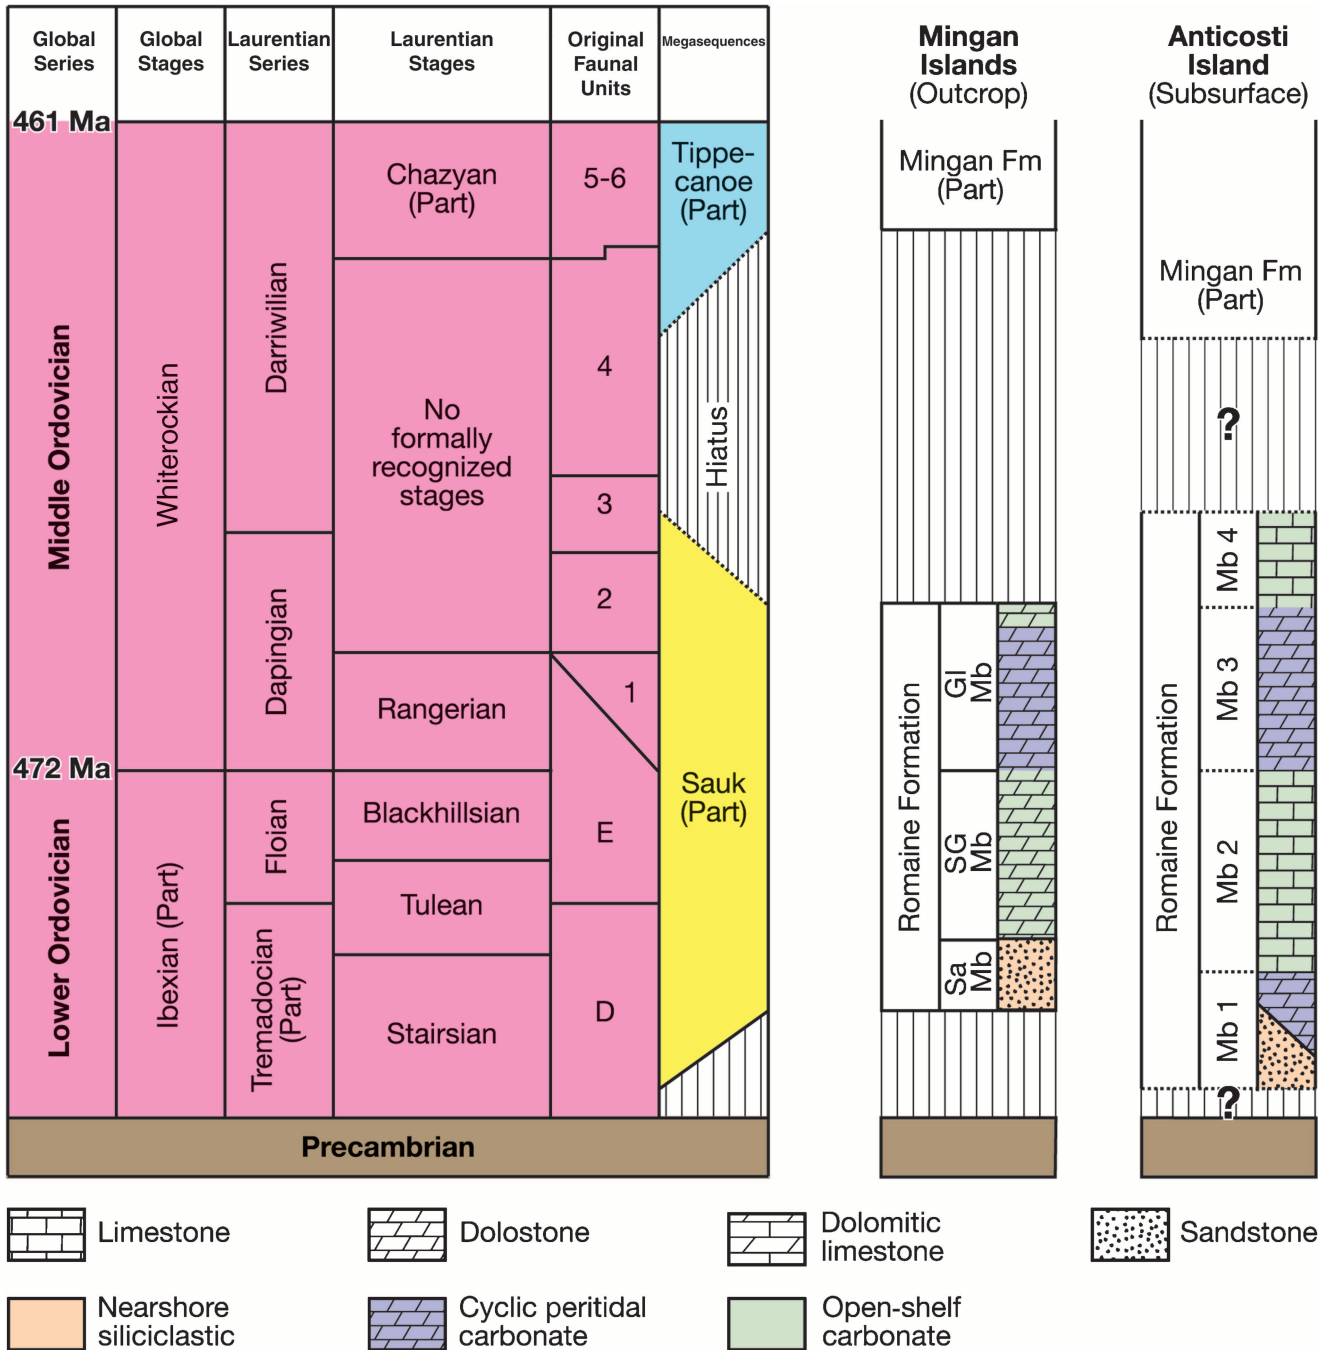 Global
Series
Global
Stages
Laurentian
Series
Laurentian
Stages
Original
Faunal
Units
Megasequences
Mingan
Islands
(Outcrop)
Anticosti
Island
(Subsurface)
461 Ma
472 Ma
Middle Ordovician
Lower Ordovician
Whiterockian
Ibexian (Part)
Darriwilian
Dapingian
Floian
Tremadocian
(Part)
Chazyan
(Part)
No
formally
recognized
stages
Rangerian
Blackhillsian
Tulean
Stairsian
5-6
4
3
2
1
E
D
Tippe-
canoe
(Part)
Hiatus
Sauk
(Part)
Precambrian
Mingan Fm
(Part)
Romaine Formation
GI
Mb
SG
Mb
Sa
Mb
Mingan Fm
(Part)
?
Romaine Formation
Mb 4
Mb 3
Mb 2
Mb 1
?
Limestone
Dolostone
Dolomitic
limestone
Sandstone
Nearshore
siliciclastic
Cyclic peritidal
carbonate
Open-shelf
carbonate